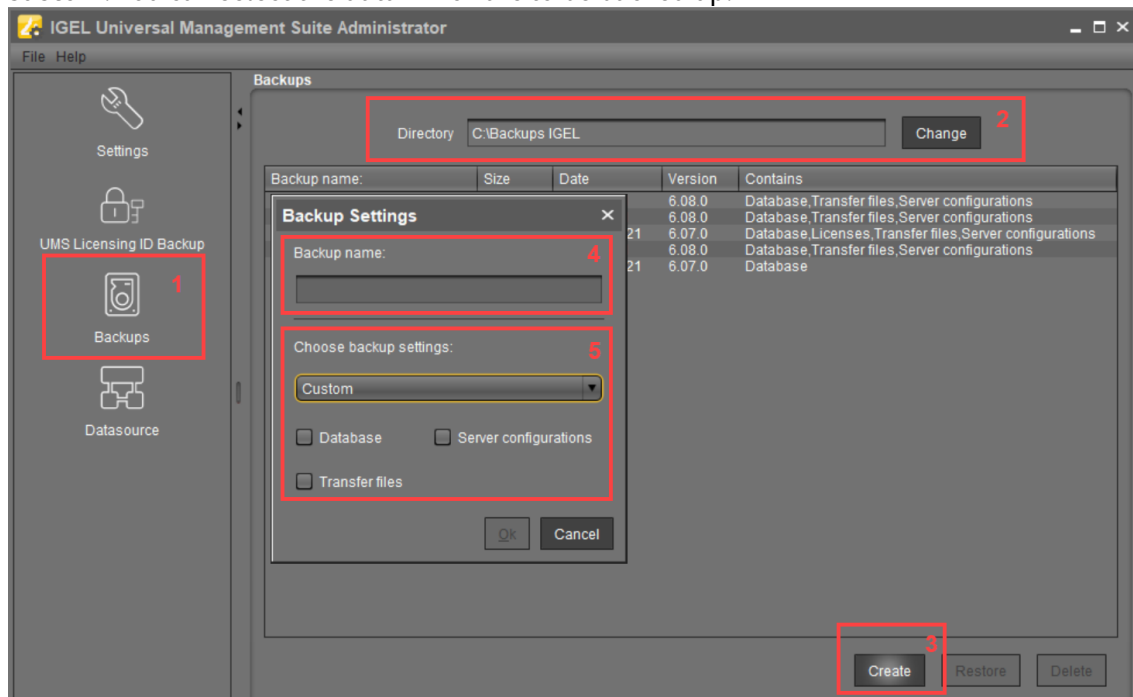 IGEL Universal Management Suite Administrator
File Help
Backups
Settings
UMS Licensing ID Backup
1
Backups
Datasource
Directory C:\Backups IGEL Change 2
Backup name: Size Date Version Contains
6.08.0 Database,Transfer files,Server configurations
6.08.0 Database,Transfer files,Server configurations
21 6.07.0 Database,Licenses,Transfer files,Server configurations
6.08.0 Database,Transfer files,Server configurations
21 6.07.0 Database
Backup Settings
Backup name: 4
Choose backup settings: 5
Custom
Database Server configurations
Transfer files
Ok Cancel
3
Create Restore Delete